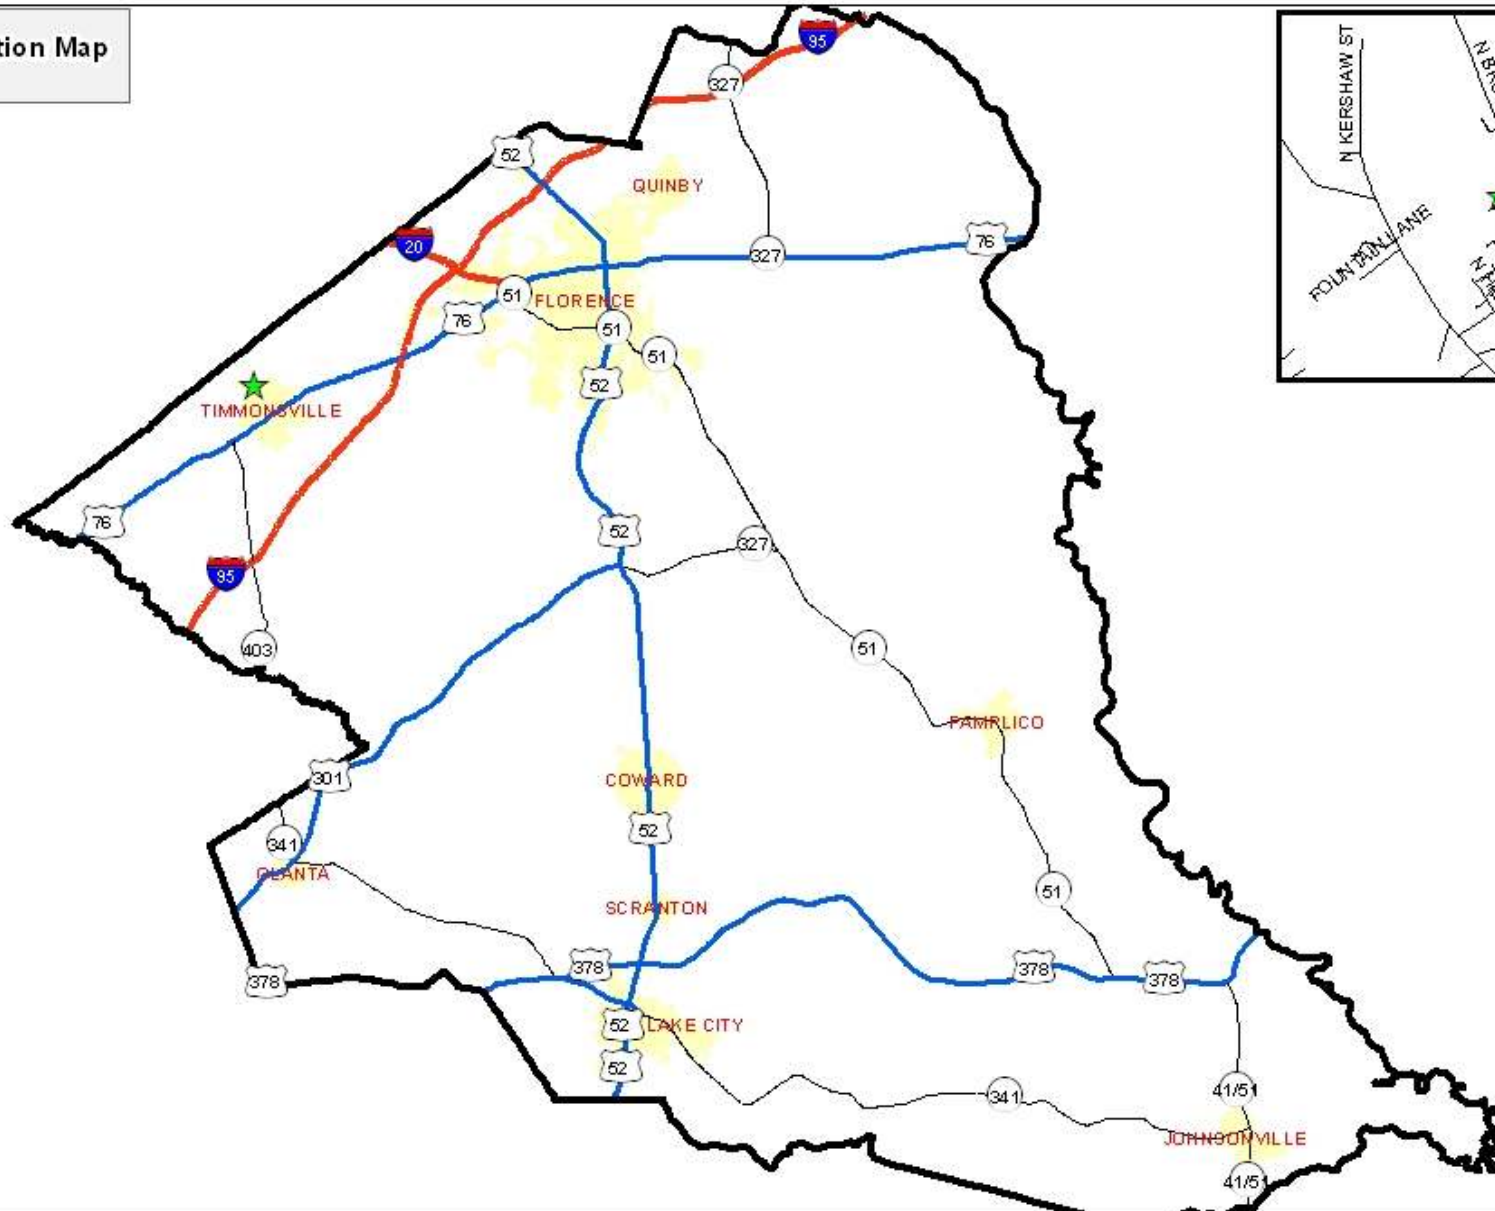 tion Map
95
327
N KERSHAW ST
52
QUINBY
20
327
76
FOUNTAIN LANE
51
FLORENCE
76
51
51
52
TIMMONSVILLE
76
52
327
95
403
51
PAMPLICO
301
COWARD
52
341
OLANTA
51
SCRANTON
378
378
378
378
52
LAKE CITY
52
41/51
341
JOHNSONVILLE
41/51